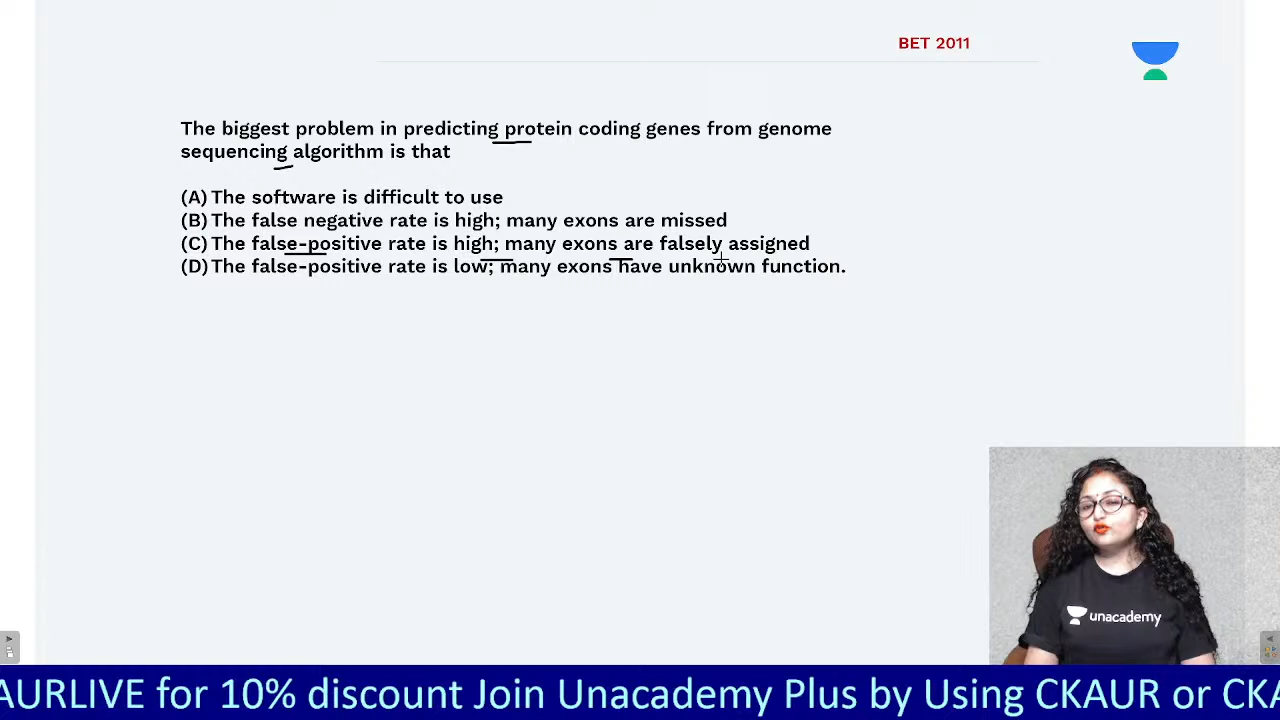 BET 2011
The biggest problem in predicting protein coding genes from genome
sequencing algorithm is that
(A) The software is difficult to use
(B) The false negative rate is high; many exons are missed
(C) The false-positive rate is high; many exons are falsely assigned
(D) The false-positive rate is low; many exons have unknown function.
unacademy
AURLIVE for 10% discount Join Unacademy Plus by Using CKAUR or CKA